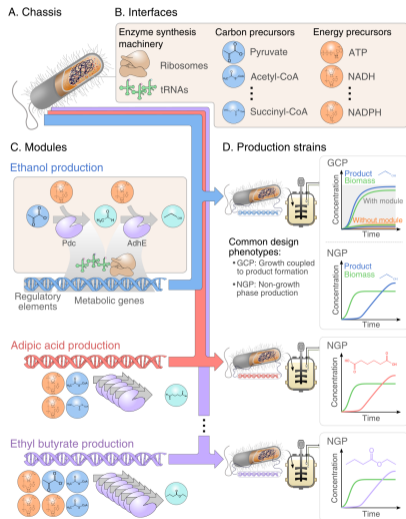 A. Chassis
B. Interfaces
Enzyme synthesis
machinery
Ribosomes
tRNAs
Carbon precursors
Pyruvate
Acetyl-CoA
Succinyl-CoA
Energy precursors
ATP
NADH
NADPH
C. Modules
Ethanol production
Pdc
AdhE
Regulatory
elements
Metabolic genes
Adipic acid production
Ethyl butyrate production
D. Production strains
Common design
phenotypes:
• GCP: Growth coupled
to product formation
• NGP: Non-growth
phase production
GCP
Product
Biomass
With module
Without module
Concentration
Time
NGP
Product
Biomass
Concentration
Time
NGP
Concentration
Time
NGP
Concentration
Time